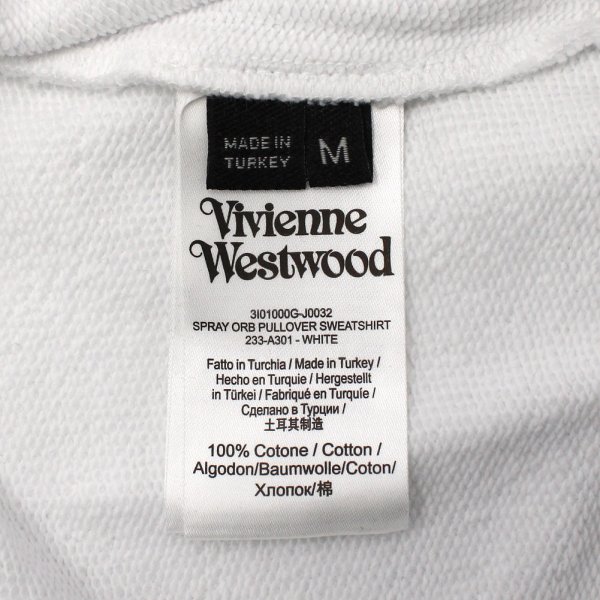 MADE IN
TURKEY
M
Vivienne
Westwood
3I01000G-J0032
SPRAY ORB PULLOVER SWEATSHIRT
233-A301 - WHITE
Fatto in Turchia / Made in Turkey /
Hecho en Turquie / Hergestellt
in Türkei / Fabriqué en Turquíe /
Сделано в Турции /
土耳其制造
100% Cotone / Cotton /
Algodon/Baumwolle/Coton/
Хлопок/棉